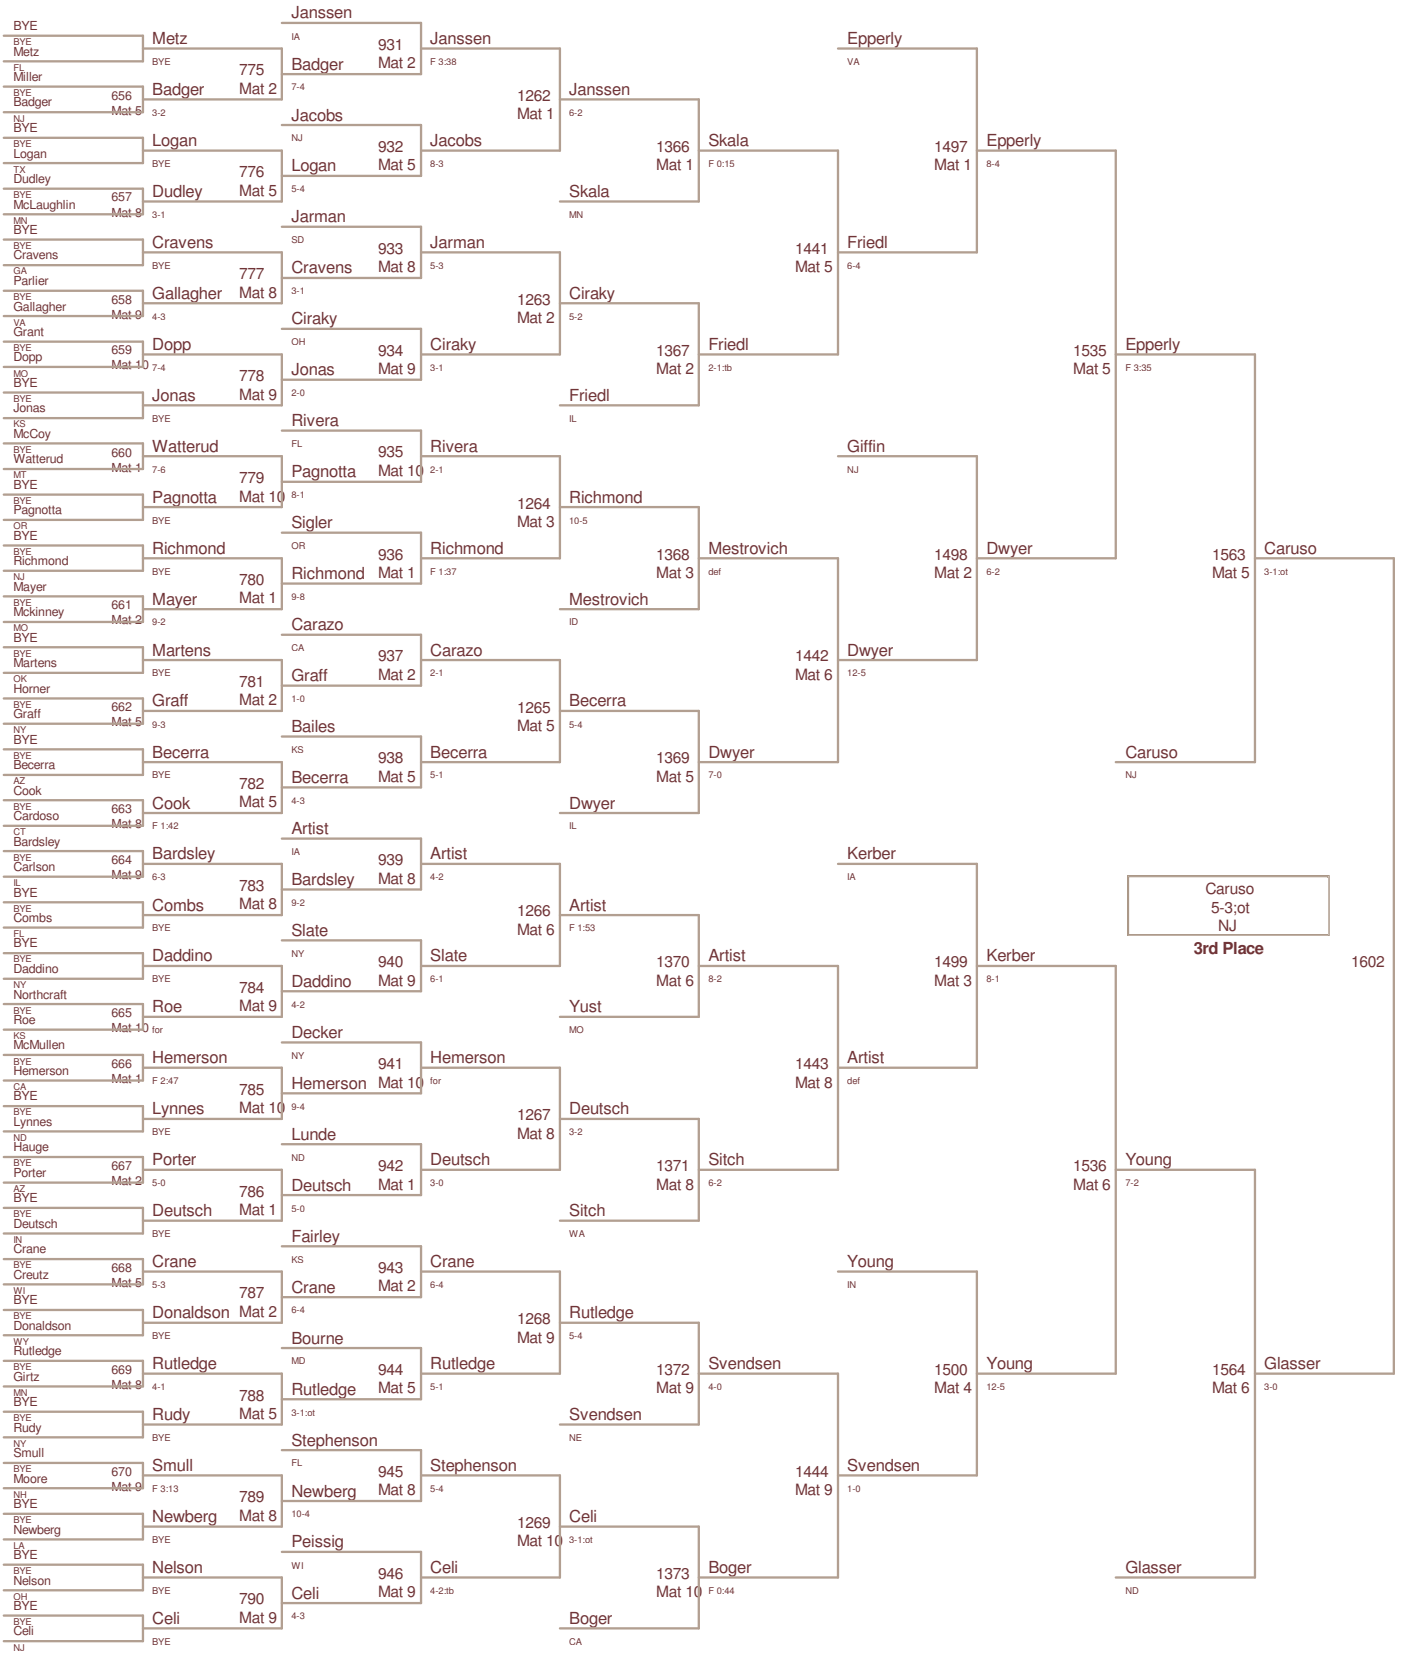 BYE
BYE
Metz
FL
Miller
BYE
Badger
NJ
BYE
BYE
Logan
TX
Dudley
BYE
McLaughlin
MN
BYE
BYE
Cravens
GA
Parlier
BYE
Gallagher
VA
Grant
BYE
Dopp
MO
BYE
BYE
Jonas
KS
McCoy
BYE
Watterud
MT
BYE
BYE
Pagnotta
OR
BYE
BYE
Richmond
NJ
Mayer
BYE
Mckinney
MO
BYE
BYE
Martens
OK
Horner
BYE
Graff
NY
BYE
BYE
Becerra
AZ
Cook
BYE
Cardoso
CT
Bardsley
BYE
Carlson
IL
BYE
BYE
Combs
FL
BYE
BYE
Daddino
NY
Northcraft
BYE
Roe
KS
McMullen
BYE
Hemerson
CA
BYE
BYE
Lynnes
ND
Hauge
BYE
Porter
AZ
BYE
BYE
Deutsch
IN
Crane
BYE
Creutz
WI
BYE
BYE
Donaldson
WY
Rutledge
BYE
Girtz
MN
BYE
BYE
Rudy
NY
Smull
BYE
Moore
NH
BYE
BYE
Newberg
LA
BYE
BYE
Nelson
OH
BYE
BYE
Celi
NJ
656
Mat 5
657
Mat 8
658
Mat 9
659
Mat 10
660
Mat 1
661
Mat 2
662
Mat 5
663
Mat 8
664
Mat 9
665
Mat 10
666
Mat 1
667
Mat 2
668
Mat 5
669
Mat 8
670
Mat 9
Metz
BYE
Badger
3-2
Logan
BYE
Dudley
3-1
Cravens
BYE
Gallagher
4-3
Dopp
7-4
Jonas
BYE
Watterud
7-6
Pagnotta
BYE
Richmond
BYE
Mayer
9-2
Martens
BYE
Graff
9-3
Becerra
BYE
Cook
F 1:42
Bardsley
6-3
Combs
BYE
Daddino
BYE
Roe
for
Hemerson
F 2:47
Lynnes
BYE
Porter
5-0
Deutsch
BYE
Crane
5-3
Donaldson
BYE
Rutledge
4-1
Rudy
BYE
Smull
F 3:13
Newberg
BYE
Nelson
BYE
Celi
BYE
775
Mat 2
776
Mat 5
777
Mat 8
778
Mat 9
779
Mat 10
780
Mat 1
781
Mat 2
782
Mat 5
783
Mat 8
784
Mat 9
785
Mat 10
786
Mat 1
787
Mat 2
788
Mat 5
789
Mat 8
790
Mat 9
Janssen
IA
Badger
7-4
Jacobs
NJ
Logan
5-4
Jarman
SD
Cravens
3-1
Ciraky
OH
Jonas
2-0
Rivera
FL
Pagnotta
8-1
Sigler
OR
Richmond
9-8
Carazo
CA
Graff
1-0
Bailes
KS
Becerra
4-3
Artist
IA
Bardsley
9-2
Slate
NY
Daddino
4-2
Decker
NY
Hemerson
9-4
Lunde
ND
Deutsch
5-0
Fairley
KS
Crane
6-4
Bourne
MD
Rutledge
3-1:ot
Stephenson
FL
Newberg
10-4
Peissig
WI
Celi
4-3
931
Mat 2
932
Mat 5
933
Mat 8
934
Mat 9
935
Mat 10
936
Mat 1
937
Mat 2
938
Mat 5
939
Mat 8
940
Mat 9
941
Mat 10
942
Mat 1
943
Mat 2
944
Mat 5
945
Mat 8
946
Mat 9
Janssen
F 3:38
Jacobs
8-3
Jarman
5-3
Ciraky
3-1
Rivera
2-1
Richmond
F 1:37
Carazo
2-1
Becerra
5-1
Artist
4-2
Slate
6-1
Hemerson
for
Deutsch
3-0
Crane
6-4
Rutledge
5-1
Stephenson
5-4
Celi
4-2:tb
1262
Mat 1
1263
Mat 2
1264
Mat 3
1265
Mat 5
1266
Mat 6
1267
Mat 8
1268
Mat 9
1269
Mat 10
Janssen
6-2
Skala
MN
Ciraky
5-2
Friedl
IL
Richmond
10-5
Mestrovich
ID
Becerra
5-4
Dwyer
IL
Artist
F 1:53
Yust
MO
Deutsch
3-2
Sitch
WA
Rutledge
5-4
Svendsen
NE
Celi
3-1:ot
Boger
CA
1366
Mat 1
1367
Mat 2
1368
Mat 3
1369
Mat 5
1370
Mat 6
1371
Mat 8
1372
Mat 9
1373
Mat 10
Skala
F 0:15
Friedl
2-1:tb
Mestrovich
def
Dwyer
7-0
Artist
8-2
Sitch
6-2
Svendsen
4-0
Boger
F 0:44
1441
Mat 5
1442
Mat 6
1443
Mat 8
1444
Mat 9
Epperly
VA
Friedl
6-4
Giffin
NJ
Dwyer
12-5
Kerber
IA
Artist
def
Young
IN
Svendsen
1-0
1497
Mat 1
1498
Mat 2
1499
Mat 3
1500
Mat 4
Epperly
8-4
Dwyer
6-2
Kerber
8-1
Young
12-5
1535
Mat 5
1536
Mat 6
Epperly
F 3:35
Caruso
NJ
Young
7-2
Glasser
ND
1563
Mat 5
1564
Mat 6
Caruso
3-1:ot
Glasser
3-0
Caruso
5-3;ot
NJ
3rd Place
1602